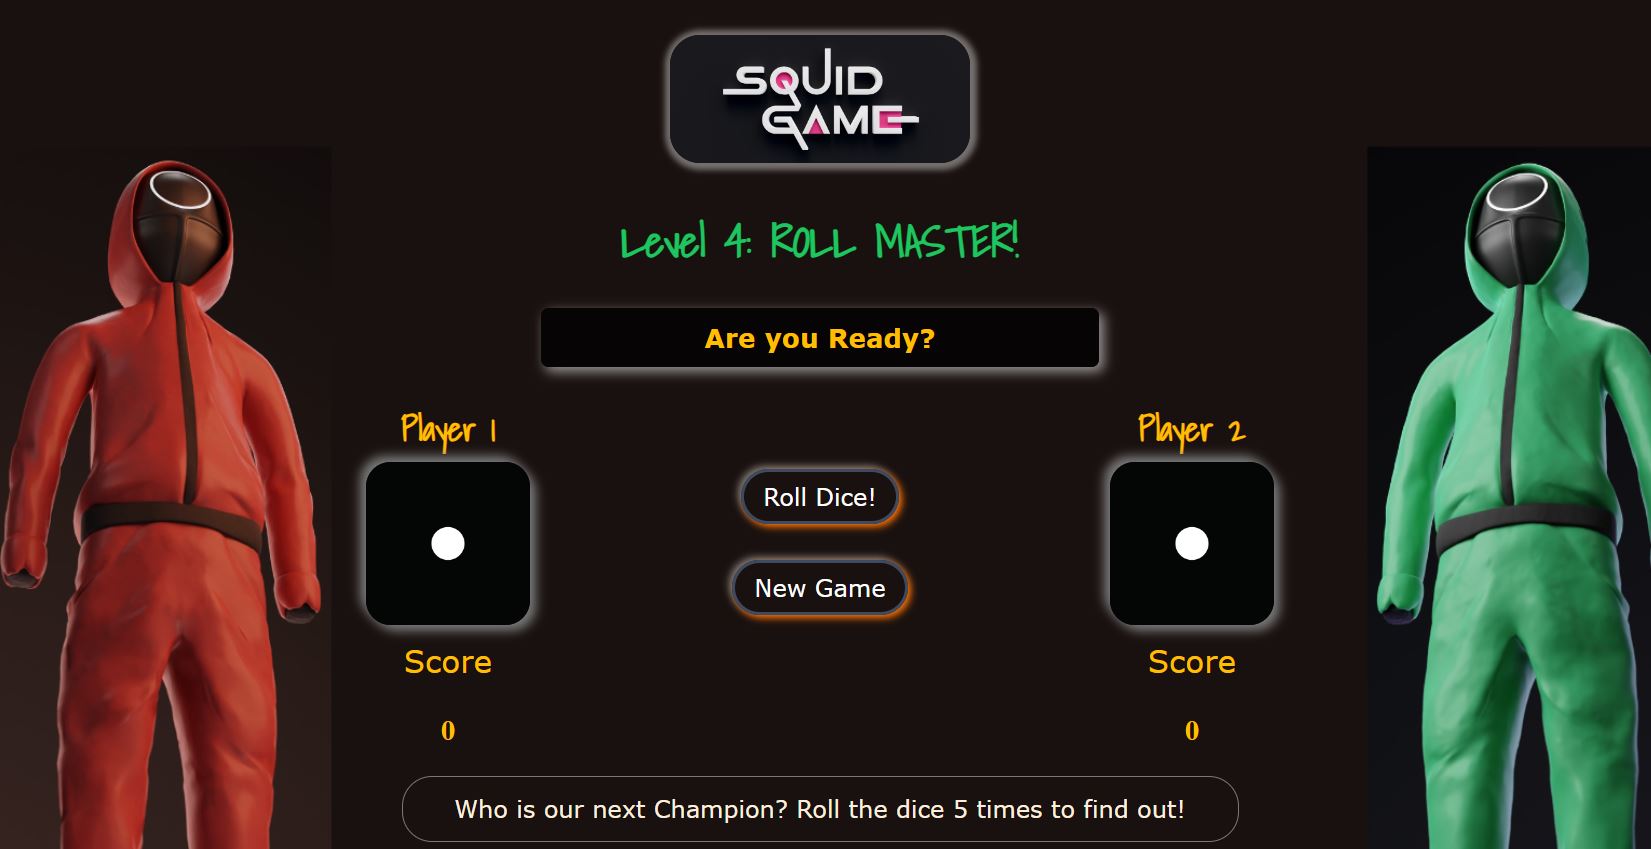 SQUID
GAME
Level 4: ROLL MASTER!
Are you Ready?
Player 1
Player 2
Roll Dice!
New Game
Score
Score
0
0
Who is our next Champion? Roll the dice 5 times to find out!